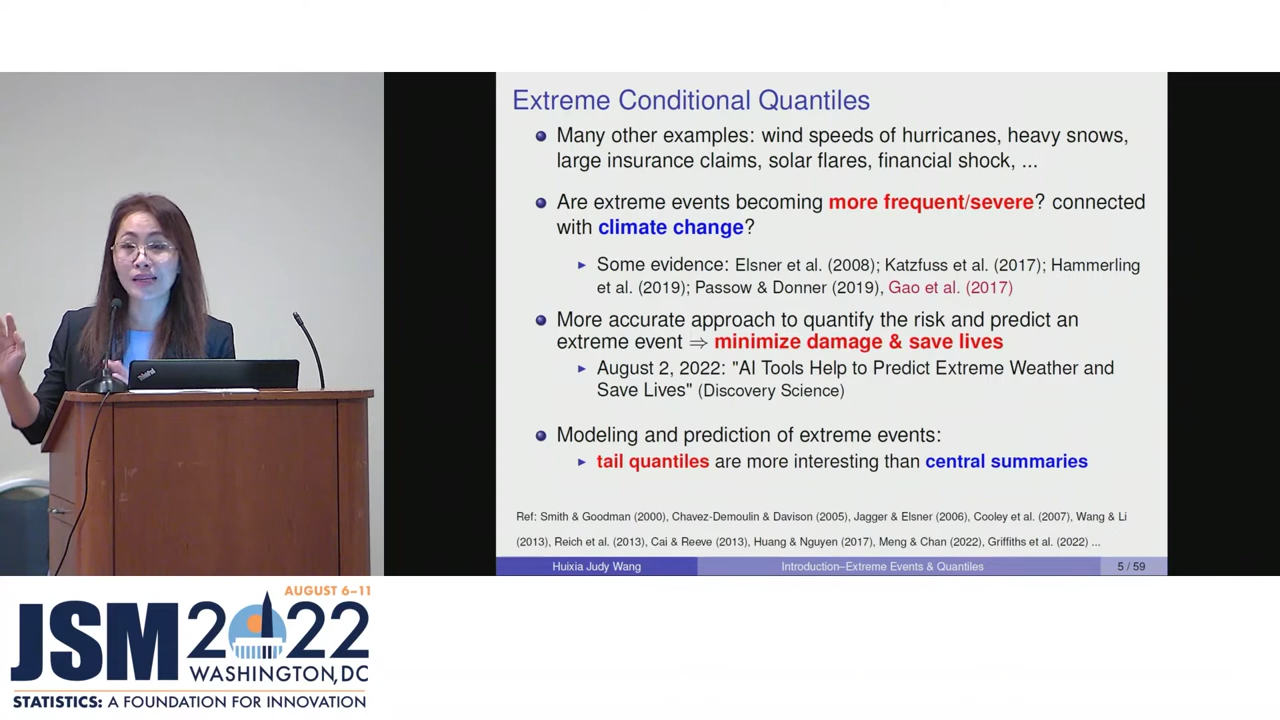 Extreme Conditional Quantiles
Many other examples: wind speeds of hurricanes, heavy snows,
large insurance claims, solar flares, financial shock, ...
Are extreme events becoming more frequent/severe? connected
with climate change?
Some evidence: Elsner et al. (2008); Katzfuss et al. (2017); Hammerling
et al. (2019); Passow & Donner (2019), Gao et al. (2017)
More accurate approach to quantify the risk and predict an
extreme event ⇒ minimize damage & save lives
August 2, 2022: "AI Tools Help to Predict Extreme Weather and
Save Lives" (Discovery Science)
Modeling and prediction of extreme events:
tail quantiles are more interesting than central summaries
Ref: Smith & Goodman (2000), Chavez-Demoulin & Davison (2005), Jagger & Elsner (2006), Cooley et al. (2007), Wang & Li
(2013), Reich et al. (2013), Cai & Reeve (2013), Huang & Nguyen (2017), Meng & Chan (2022), Griffiths et al. (2022) ...
Huixia Judy Wang Introduction–Extreme Events & Quantiles 5 / 59
ThinkPad
AUGUST 6–11
JSM 2022
WASHINGTON, DC
STATISTICS: A FOUNDATION FOR INNOVATION